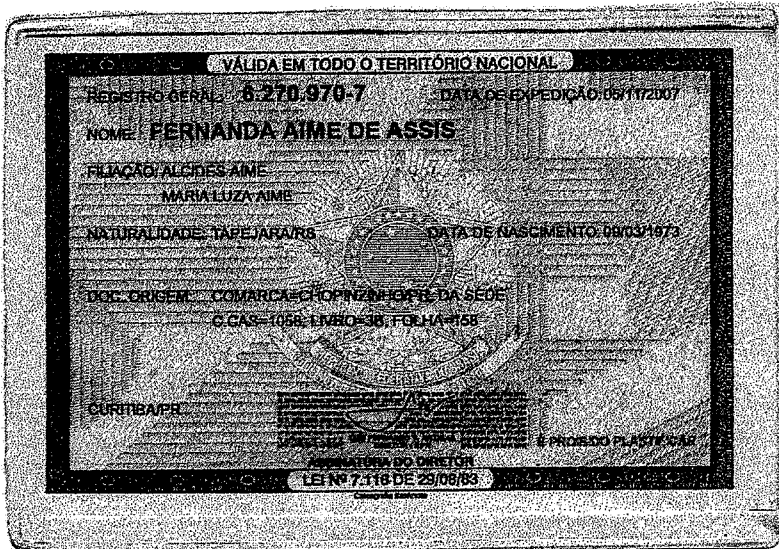 VÁLIDA EM TODO O TERRITÓRIO NACIONAL
REGISTRO GERAL: 6.270.970-7 DATA DE EXPEDIÇÃO: 05/11/2007
NOME: FERNANDA AIME DE ASSIS
FILIAÇÃO: ALCIDES AIME
MARIA LUZA AIME
NATURALIDADE: TAPEJARA/RS DATA DE NASCIMENTO: 09/03/1973
DOC. ORIGEM: COMARCA=CHOPINZINHO/PR, DA SEDE
C.CAS=1056, LIVRO=3B, FOLHA=158
CURITIBA/PR
É PROIBIDO PLASTIFICAR
ASSINATURA DO DIRETOR
LEI Nº 7.116 DE 29/08/83